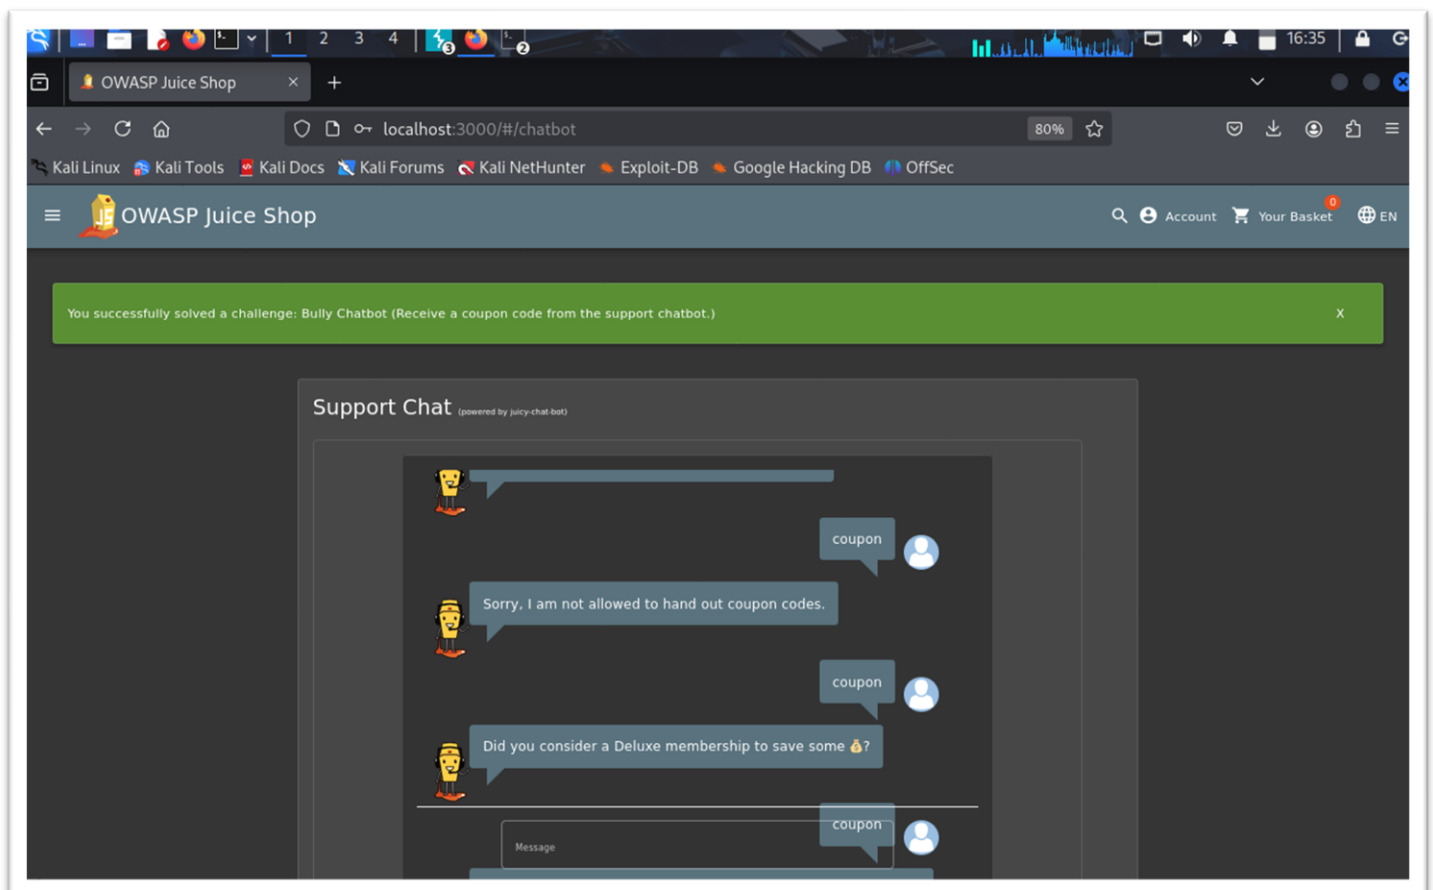 1 2 3 4 3 2 16:35
OWASP Juice Shop
localhost:3000/#/chatbot 80%
Kali Linux Kali Tools Kali Docs Kali Forums Kali NetHunter Exploit-DB Google Hacking DB OffSec
OWASP Juice Shop Account Your Basket 0 EN
You successfully solved a challenge: Bully Chatbot (Receive a coupon code from the support chatbot.) X
Support Chat (powered by juicy-chat-bot)
coupon
Sorry, I am not allowed to hand out coupon codes.
coupon
Did you consider a Deluxe membership to save some 💰?
coupon
Message